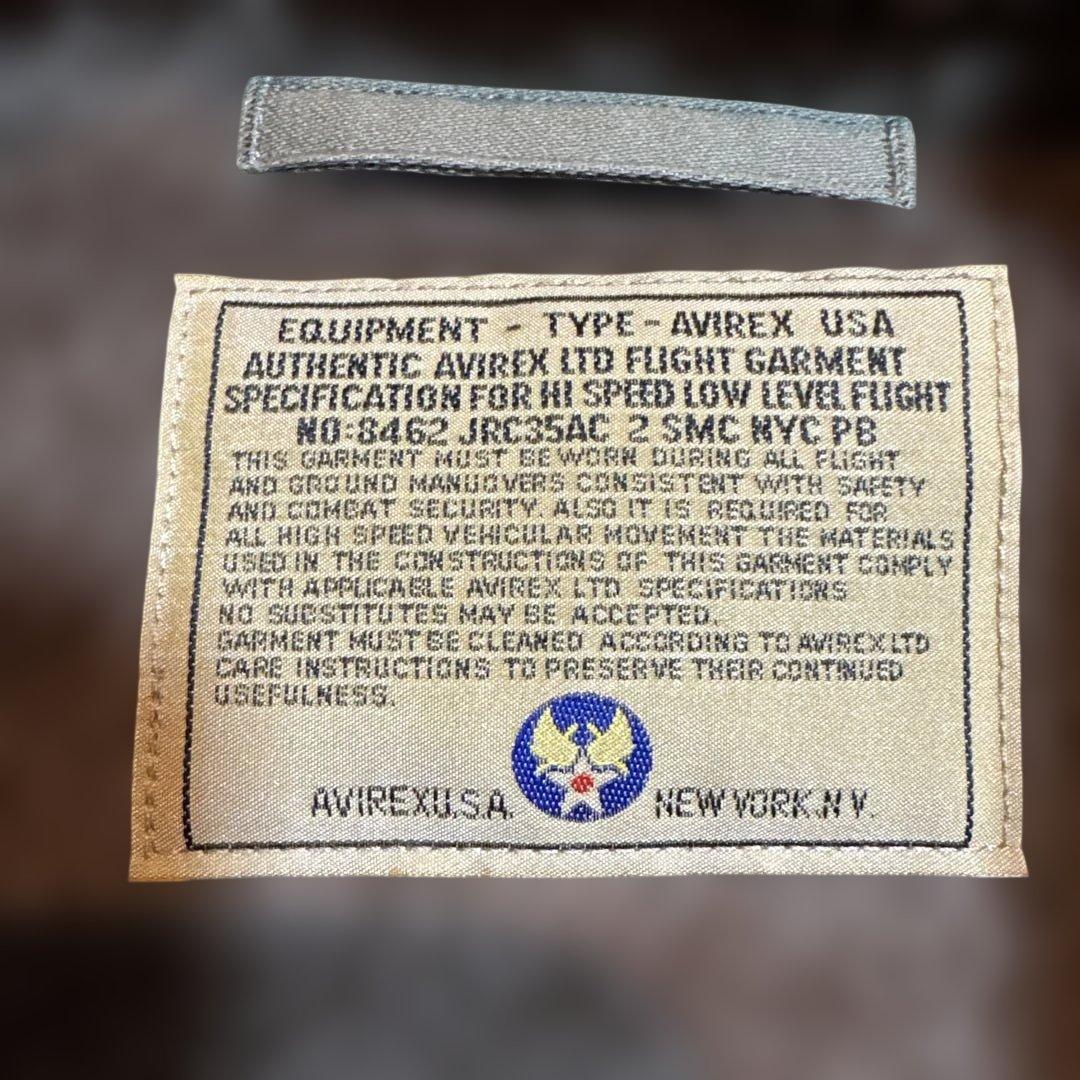 EQUIPMENT - TYPE - AVIREX USA
AUTHENTIC AVIREX LTD FLIGHT GARMENT
SPECIFICATION FOR HI SPEED LOW LEVEL FLIGHT
NO:8462 JRC35AC 2 SMC NYC PB
THIS GARMENT MUST BE WORN DURING ALL FLIGHT
AND GROUND MANUOVERS CONSISTENT WITH SAFETY
AND COMBAT SECURITY. ALSO IT IS REQUIRED FOR
ALL HIGH SPEED VEHICULAR MOVEMENT THE MATERIALS
USED IN THE CONSTRUCTIONS OF THIS GARMENT COMPLY
WITH APPLICABLE AVIREX LTD SPECIFICATIONS
NO SUDSTITUTES MAY BE ACCEPTED.
GARMENT MUST BE CLEANED ACCORDING TO AVIREX LTD
CARE INSTRUCTIONS TO PRESERVE THEIR CONTINUED
USEFULNESS.
AVIREX U.S.A. NEW YORK.N Y.